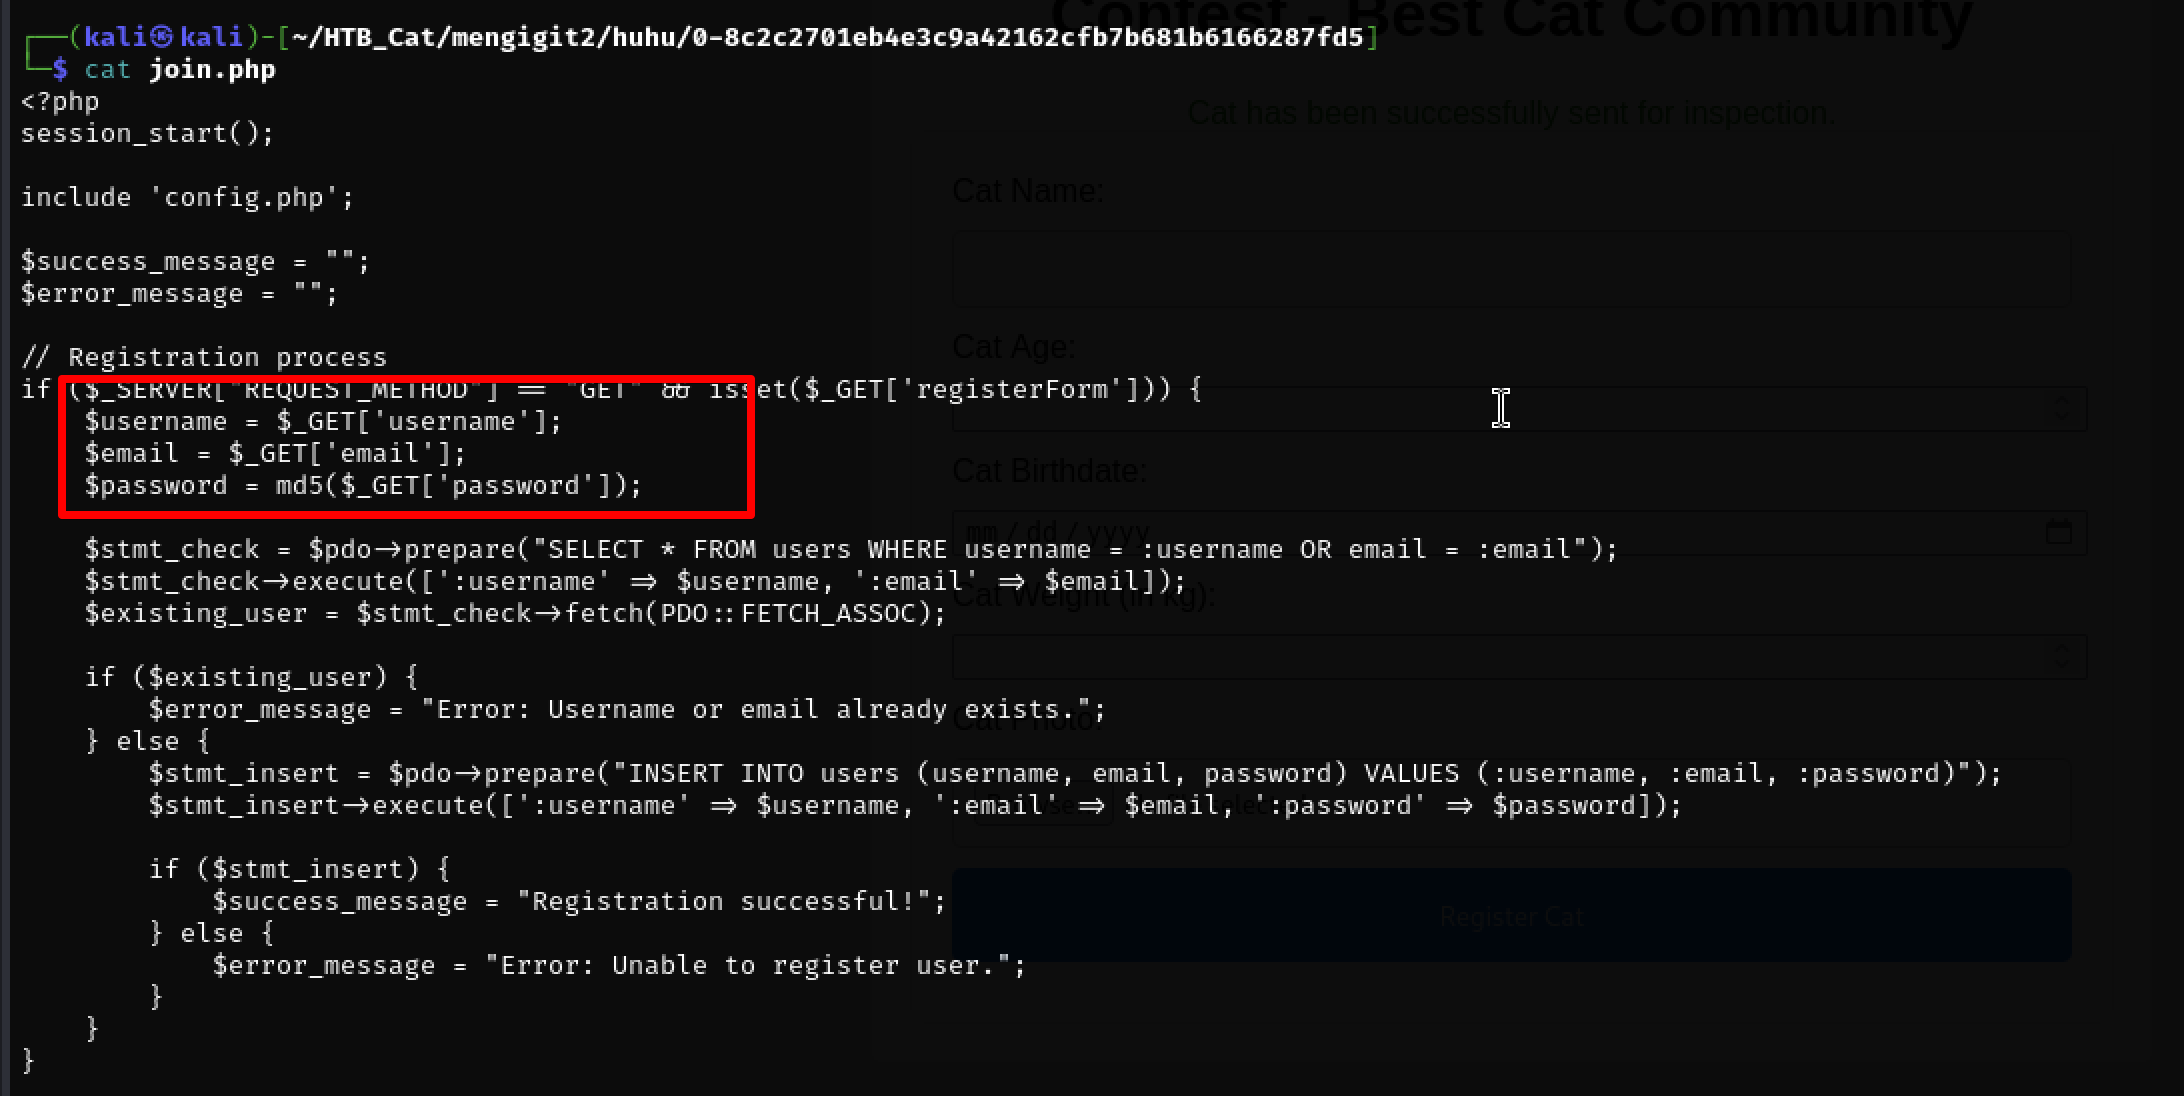 ┌──(kali㉿kali)-[~/HTB_Cat/mengigit2/huhu/0-8c2c2701eb4e3c9a42162cfb7b681b6166287fd5]
└─$ cat join.php
<?php
session_start();
include 'config.php';
$success_message = "";
$error_message = "";
// Registration process
if ($_SERVER["REQUEST_METHOD"] == "GET" && isset($_GET['registerForm'])) {
$username = $_GET['username'];
$email = $_GET['email'];
$password = md5($_GET['password']);
$stmt_check = $pdo->prepare("SELECT * FROM users WHERE username = :username OR email = :email");
$stmt_check->execute([':username' => $username, ':email' => $email]);
$existing_user = $stmt_check->fetch(PDO::FETCH_ASSOC);
if ($existing_user) {
$error_message = "Error: Username or email already exists.";
} else {
$stmt_insert = $pdo->prepare("INSERT INTO users (username, email, password) VALUES (:username, :email, :password)");
$stmt_insert->execute([':username' => $username, ':email' => $email, ':password' => $password]);
if ($stmt_insert) {
$success_message = "Registration successful!";
} else {
$error_message = "Error: Unable to register user.";
}
}
}
Contest - Best Cat Community
Cat has been successfully sent for inspection.
Cat Name:
Cat Age:
Cat Birthdate:
mm / dd / yyyy
Cat Weight (in kg):
Cat Photo:
Register Cat